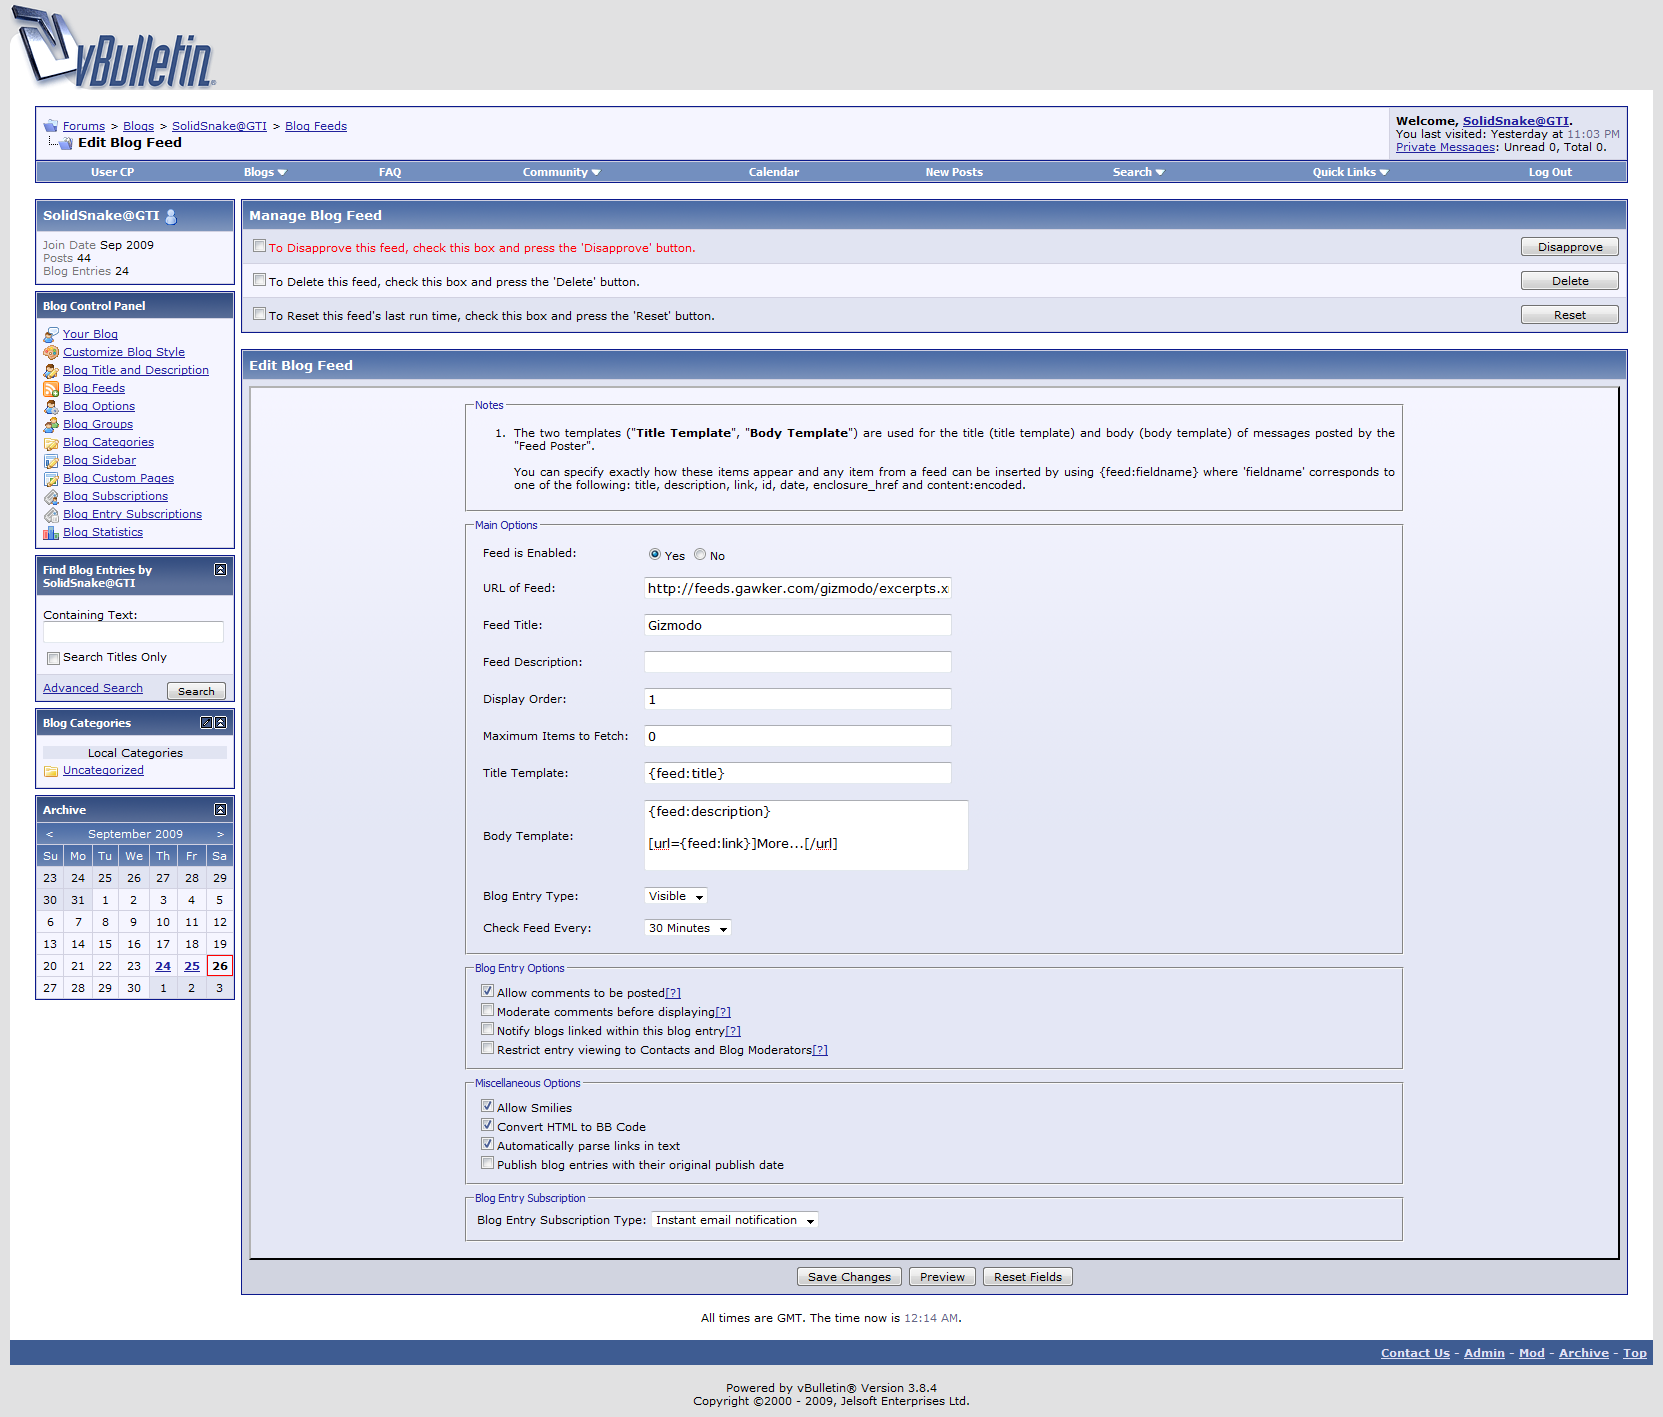 vBulletin®
Forums > Blogs > SolidSnake@GTI > Blog Feeds
Edit Blog Feed
Welcome, SolidSnake@GTI.
You last visited: Yesterday at 11:03 PM
Private Messages: Unread 0, Total 0.
User CP Blogs FAQ Community Calendar New Posts Search Quick Links Log Out
SolidSnake@GTI
Join Date Sep 2009
Posts 44
Blog Entries 24
Blog Control Panel
Your Blog
Customize Blog Style
Blog Title and Description
Blog Feeds
Blog Options
Blog Groups
Blog Categories
Blog Sidebar
Blog Custom Pages
Blog Subscriptions
Blog Entry Subscriptions
Blog Statistics
Find Blog Entries by
SolidSnake@GTI
Containing Text:
Search Titles Only
Advanced Search Search
Blog Categories
Local Categories
Uncategorized
Archive
< September 2009 >
Su Mo Tu We Th Fr Sa
23 24 25 26 27 28 29
30 31 1 2 3 4 5
6 7 8 9 10 11 12
13 14 15 16 17 18 19
20 21 22 23 24 25 26
27 28 29 30 1 2 3
Manage Blog Feed
To Disapprove this feed, check this box and press the 'Disapprove' button. Disapprove
To Delete this feed, check this box and press the 'Delete' button. Delete
To Reset this feed's last run time, check this box and press the 'Reset' button. Reset
Edit Blog Feed
Notes
1. The two templates ("Title Template", "Body Template") are used for the title (title template) and body (body template) of messages posted by the
"Feed Poster".
You can specify exactly how these items appear and any item from a feed can be inserted by using {feed:fieldname} where 'fieldname' corresponds to
one of the following: title, description, link, id, date, enclosure_href and content:encoded.
Main Options
Feed is Enabled: Yes No
URL of Feed: http://feeds.gawker.com/gizmodo/excerpts.x
Feed Title: Gizmodo
Feed Description:
Display Order: 1
Maximum Items to Fetch: 0
Title Template: {feed:title}
Body Template: {feed:description}
[url={feed:link}]More...[/url]
Blog Entry Type: Visible
Check Feed Every: 30 Minutes
Blog Entry Options
Allow comments to be posted[?]
Moderate comments before displaying[?]
Notify blogs linked within this blog entry[?]
Restrict entry viewing to Contacts and Blog Moderators[?]
Miscellaneous Options
Allow Smilies
Convert HTML to BB Code
Automatically parse links in text
Publish blog entries with their original publish date
Blog Entry Subscription
Blog Entry Subscription Type: Instant email notification
Save Changes Preview Reset Fields
All times are GMT. The time now is 12:14 AM.
Contact Us - Admin - Mod - Archive - Top
Powered by vBulletin® Version 3.8.4
Copyright ©2000 - 2009, Jelsoft Enterprises Ltd.